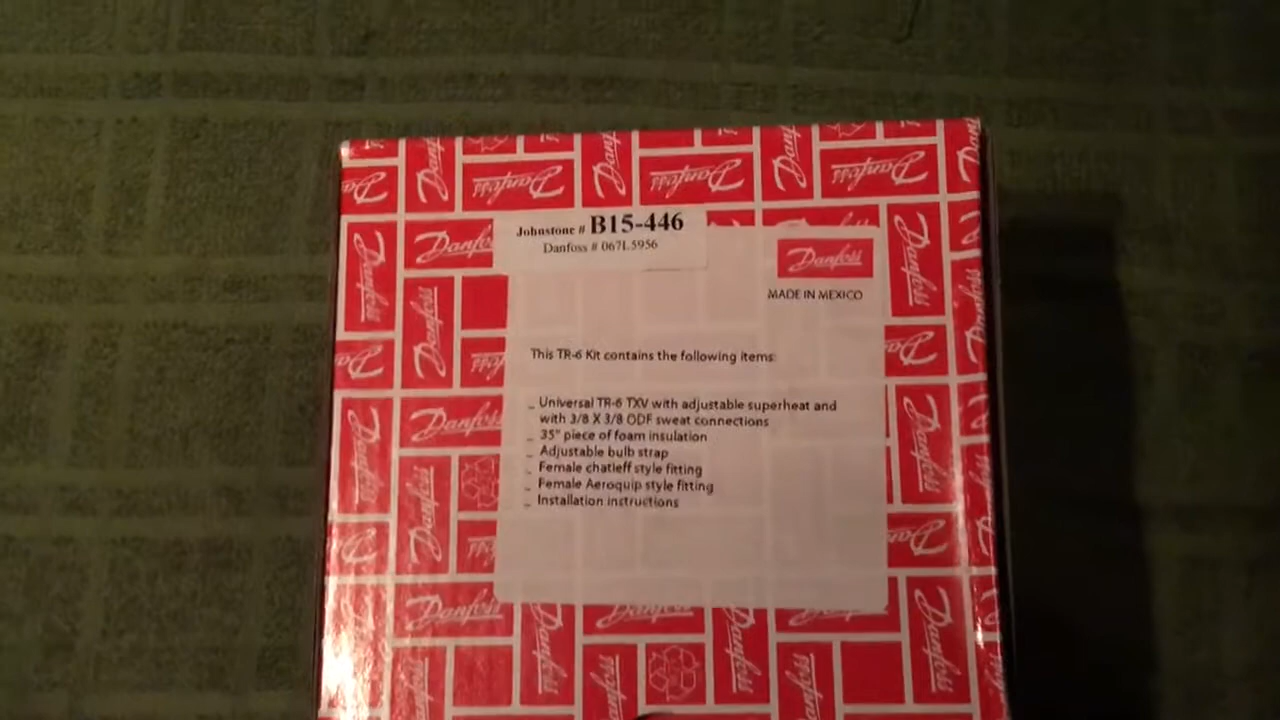 Johnstone # B15-446
Danfoss # 067L5956
Danfoss
MADE IN MEXICO
This TR-6 Kit contains the following items:
_ Universal TR-6 TXV with adjustable superheat and
with 3/8 X 3/8 ODF sweat connections
_ 35" piece of foam insulation
_ Adjustable bulb strap
_ Female chatleff style fitting
_ Female Aeroquip style fitting
_ Installation instructions